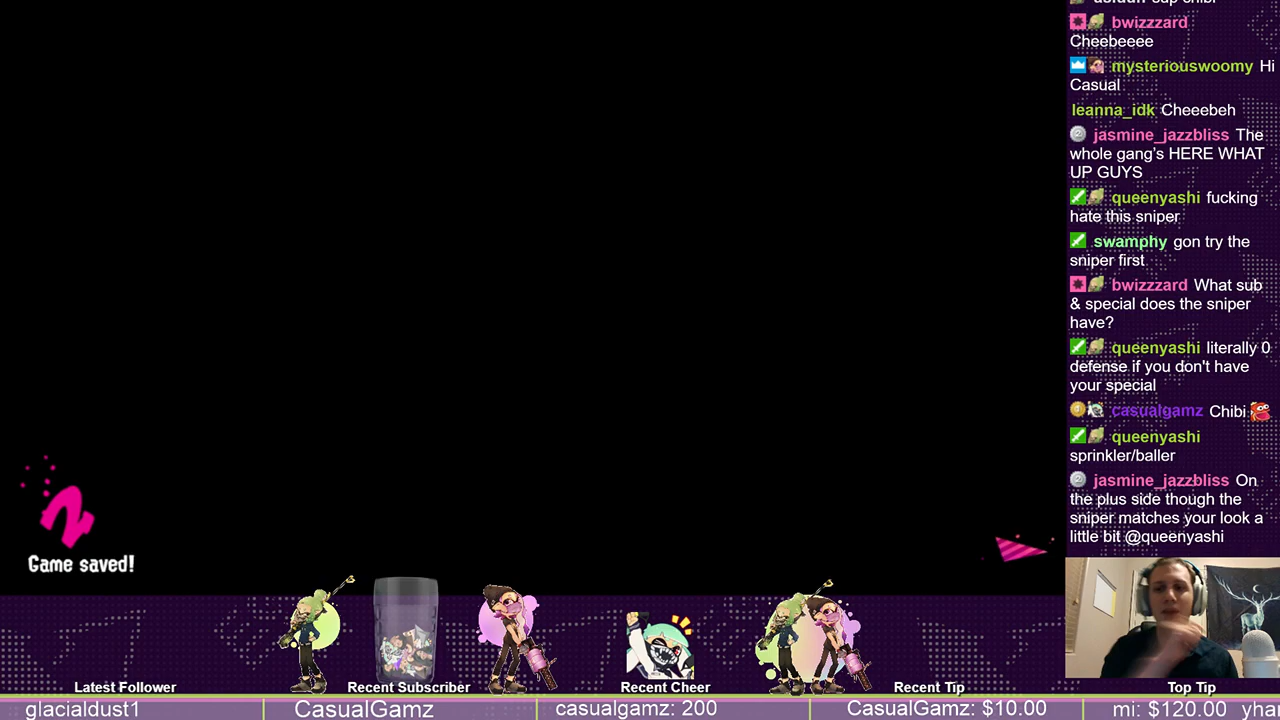 bwizzzard
Cheebeeee
mysteriouswoomy Hi
Casual
leanna_idk Cheeebeh
jasmine_jazzbliss The
whole gang's HERE WHAT
UP GUYS
queenyashi fucking
hate this sniper
swamphy gon try the
sniper first
bwizzzard What sub
& special does the sniper
have?
queenyashi literally 0
defense if you don't have
your special
casualgamz Chibi
queenyashi
sprinkler/baller
jasmine_jazzbliss On
the plus side though the
sniper matches your look a
little bit @queenyashi
Game saved!
Latest Follower
Recent Subscriber
Recent Cheer
Recent Tip
Top Tip
glacialdust1
CasualGamz
casualgamz: 200
CasualGamz: $10.00
mi: $120.00 yhar